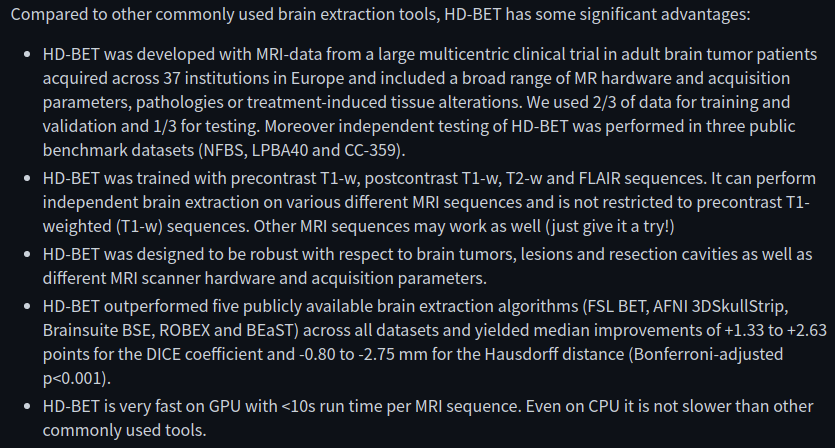 Compared to other commonly used brain extraction tools, HD-BET has some significant advantages:
• HD-BET was developed with MRI-data from a large multicentric clinical trial in adult brain tumor patients
acquired across 37 institutions in Europe and included a broad range of MR hardware and acquisition
parameters, pathologies or treatment-induced tissue alterations. We used 2/3 of data for training and
validation and 1/3 for testing. Moreover independent testing of HD-BET was performed in three public
benchmark datasets (NFBS, LPBA40 and CC-359).
• HD-BET was trained with precontrast T1-w, postcontrast T1-w, T2-w and FLAIR sequences. It can perform
independent brain extraction on various different MRI sequences and is not restricted to precontrast T1-
weighted (T1-w) sequences. Other MRI sequences may work as well (just give it a try!)
• HD-BET was designed to be robust with respect to brain tumors, lesions and resection cavities as well as
different MRI scanner hardware and acquisition parameters.
• HD-BET outperformed five publicly available brain extraction algorithms (FSL BET, AFNI 3DSkullStrip,
Brainsuite BSE, ROBEX and BEaST) across all datasets and yielded median improvements of +1.33 to +2.63
points for the DICE coefficient and -0.80 to -2.75 mm for the Hausdorff distance (Bonferroni-adjusted
p<0.001).
• HD-BET is very fast on GPU with <10s run time per MRI sequence. Even on CPU it is not slower than other
commonly used tools.